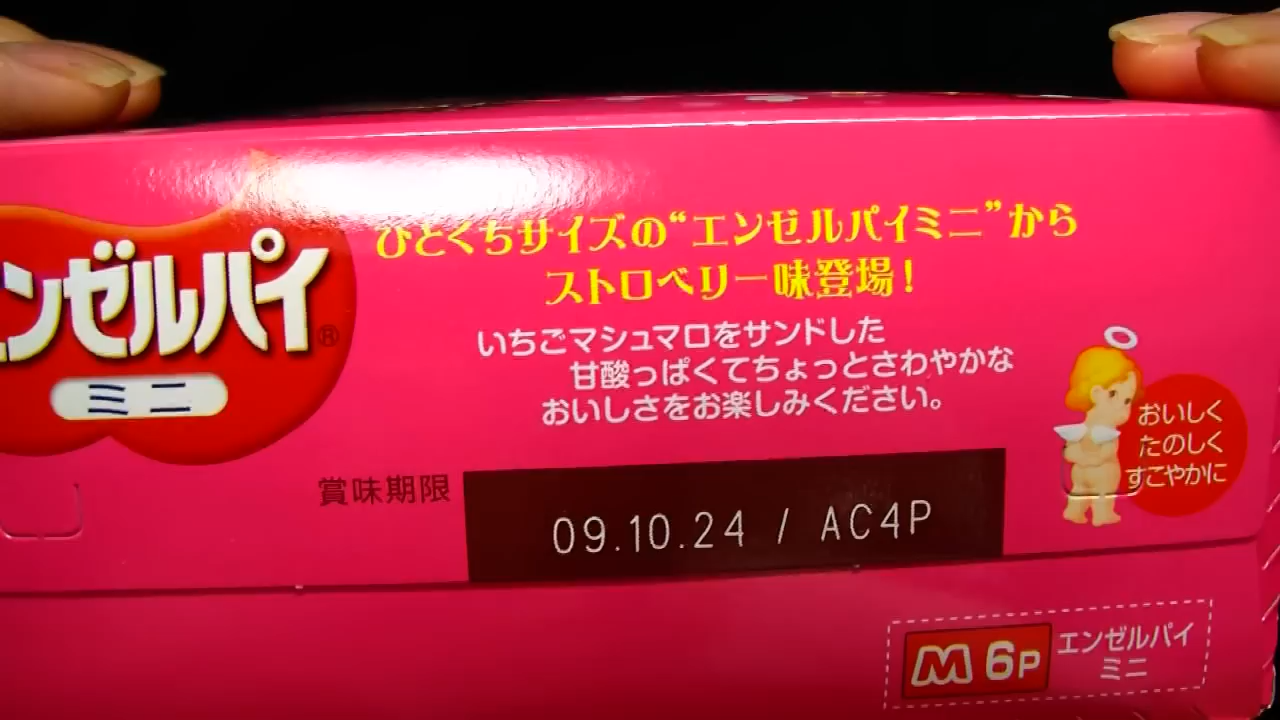 ンゼルパイ®
ミニ
ひとくちサイズの“エンゼルパイミニ”から
ストロベリー味登場!
いちごマシュマロをサンドした
甘酸っぱくてちょっとさわやかな
おいしさをお楽しみください。
おいしく
たのしく
すこやかに
賞味期限
09.10.24 / AC4P
M 6P
エンゼルパイ
ミニ